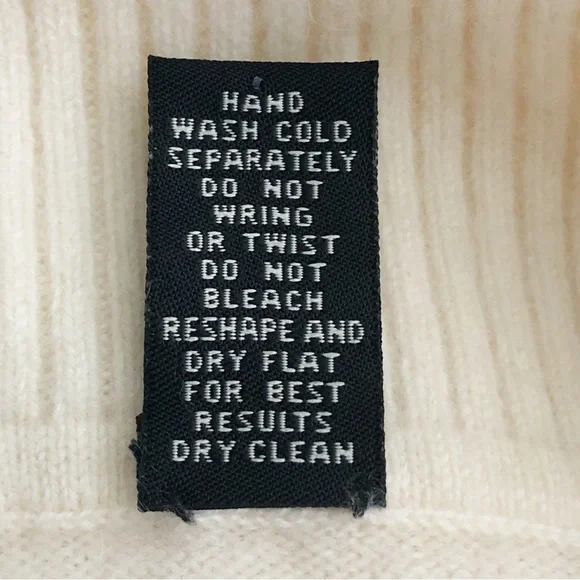 HAND
WASH COLD
SEPARATELY
DO NOT
WRING
OR TWIST
DO NOT
BLEACH
RESHAPE AND
DRY FLAT
FOR BEST
RESULTS
DRY CLEAN